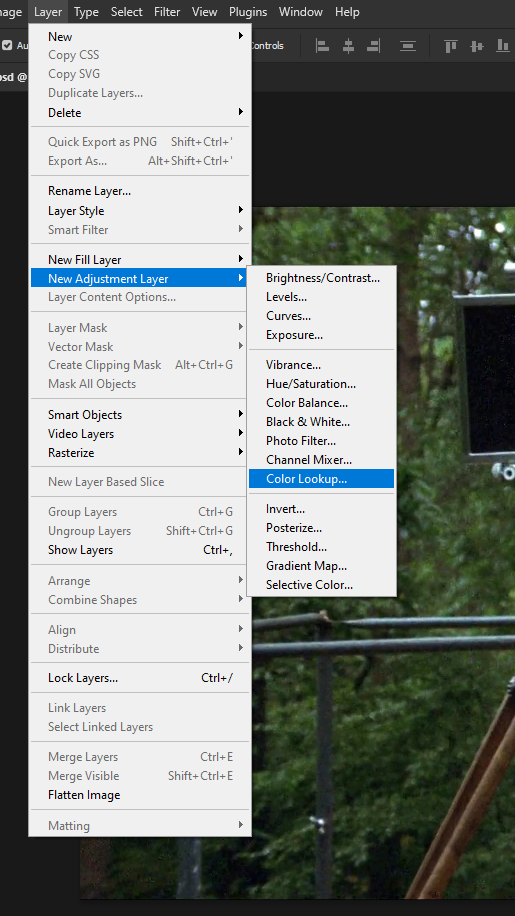 Layer Type Select Filter View Plugins Window Help
New
Copy CSS
Copy SVG
Duplicate Layers...
Delete
Quick Export as PNG Shift+Ctrl+'
Export As... Alt+Shift+Ctrl+'
Rename Layer...
Layer Style
Smart Filter
New Fill Layer
New Adjustment Layer
Layer Content Options...
Layer Mask
Vector Mask
Create Clipping Mask Alt+Ctrl+G
Mask All Objects
Smart Objects
Video Layers
Rasterize
New Layer Based Slice
Group Layers Ctrl+G
Ungroup Layers Shift+Ctrl+G
Show Layers Ctrl+,
Arrange
Combine Shapes
Align
Distribute
Lock Layers... Ctrl+/
Link Layers
Select Linked Layers
Merge Layers Ctrl+E
Merge Visible Shift+Ctrl+E
Flatten Image
Matting
Brightness/Contrast...
Levels...
Curves...
Exposure...
Vibrance...
Hue/Saturation...
Color Balance...
Black & White...
Photo Filter...
Channel Mixer...
Color Lookup...
Invert...
Posterize...
Threshold...
Gradient Map...
Selective Color...